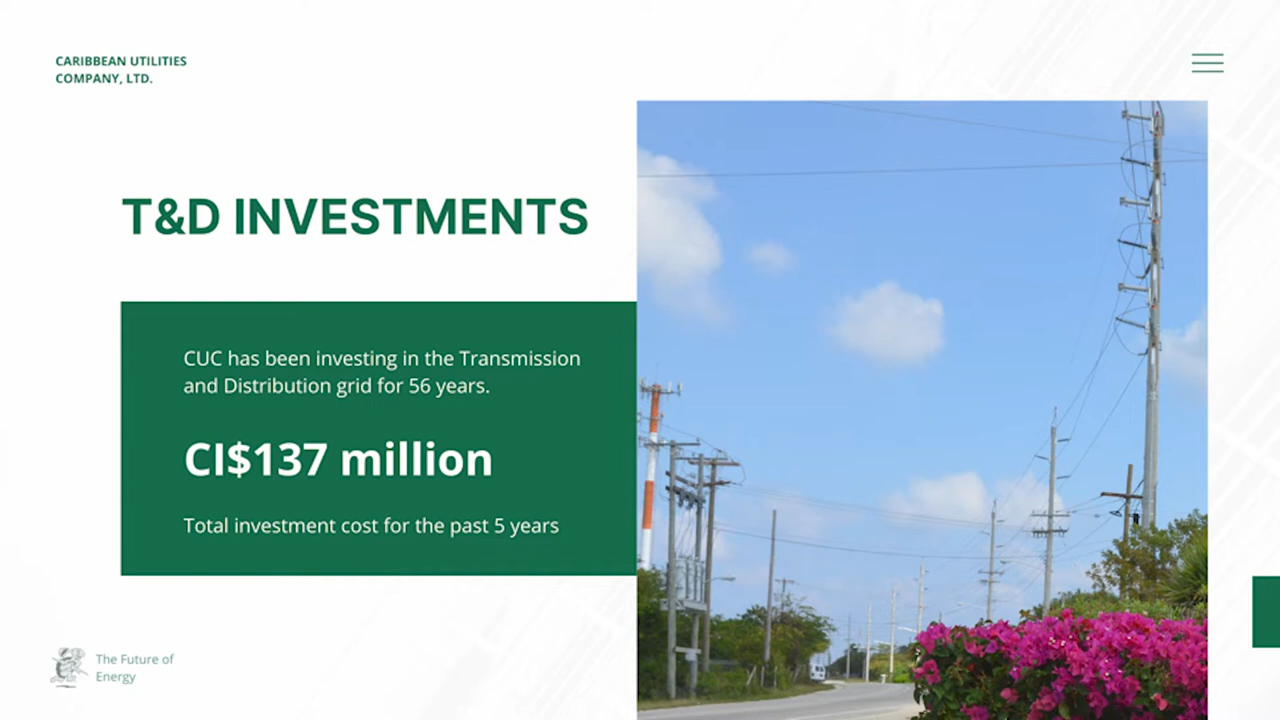 CARIBBEAN UTILITIES
COMPANY, LTD.
T&D INVESTMENTS
CUC has been investing in the Transmission
and Distribution grid for 56 years.
CI$137 million
Total investment cost for the past 5 years
The Future of
Energy